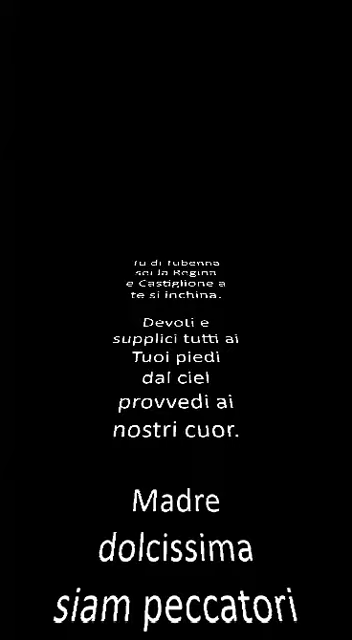 Tu di Tubenna
sei la Regina
e Castiglione a
te si inchina.
Devoti e
supplici tutti ai
Tuoi piedi
dal ciel
provvedi ai
nostri cuor.
Madre
dolcissima
siam peccatori